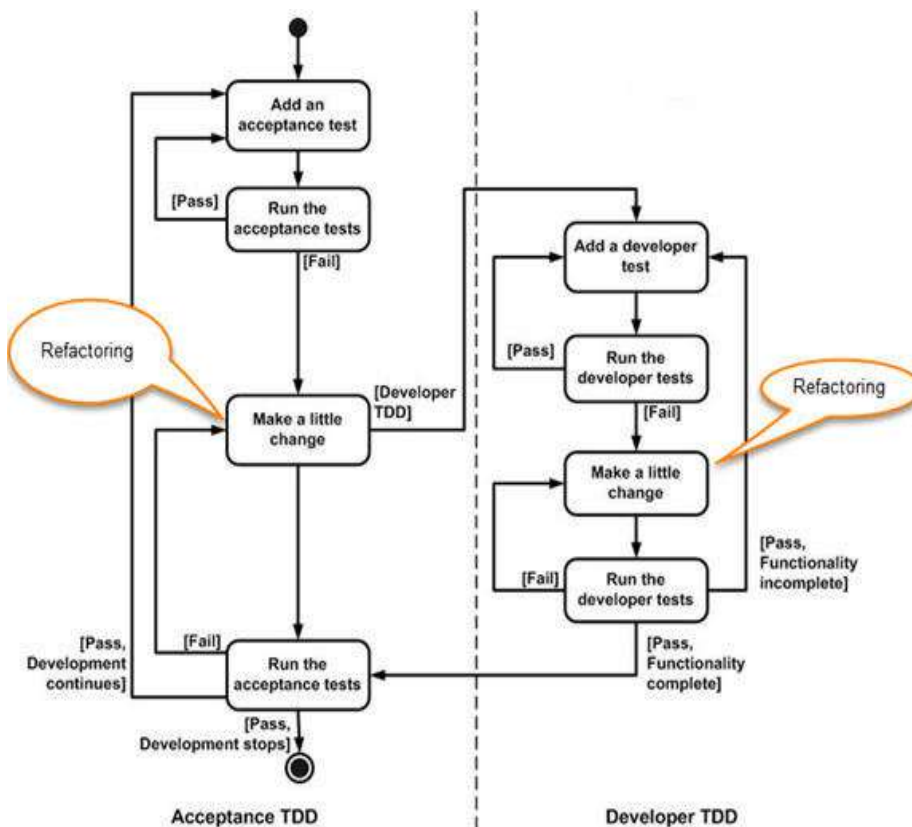 Add an
acceptance test
[Pass]
Run the
acceptance tests
[Fail]
Refactoring
Make a little
change
[Developer
TDD]
[Fail]
[Pass,
Development
continues]
Run the
acceptance tests
[Pass,
Development stops]
Acceptance TDD
Add a developer
test
[Pass]
Run the
developer tests
[Fail]
Refactoring
Make a little
change
[Fail]
Run the
developer tests
[Pass,
Functionality
incomplete]
[Pass,
Functionality
complete]
Developer TDD